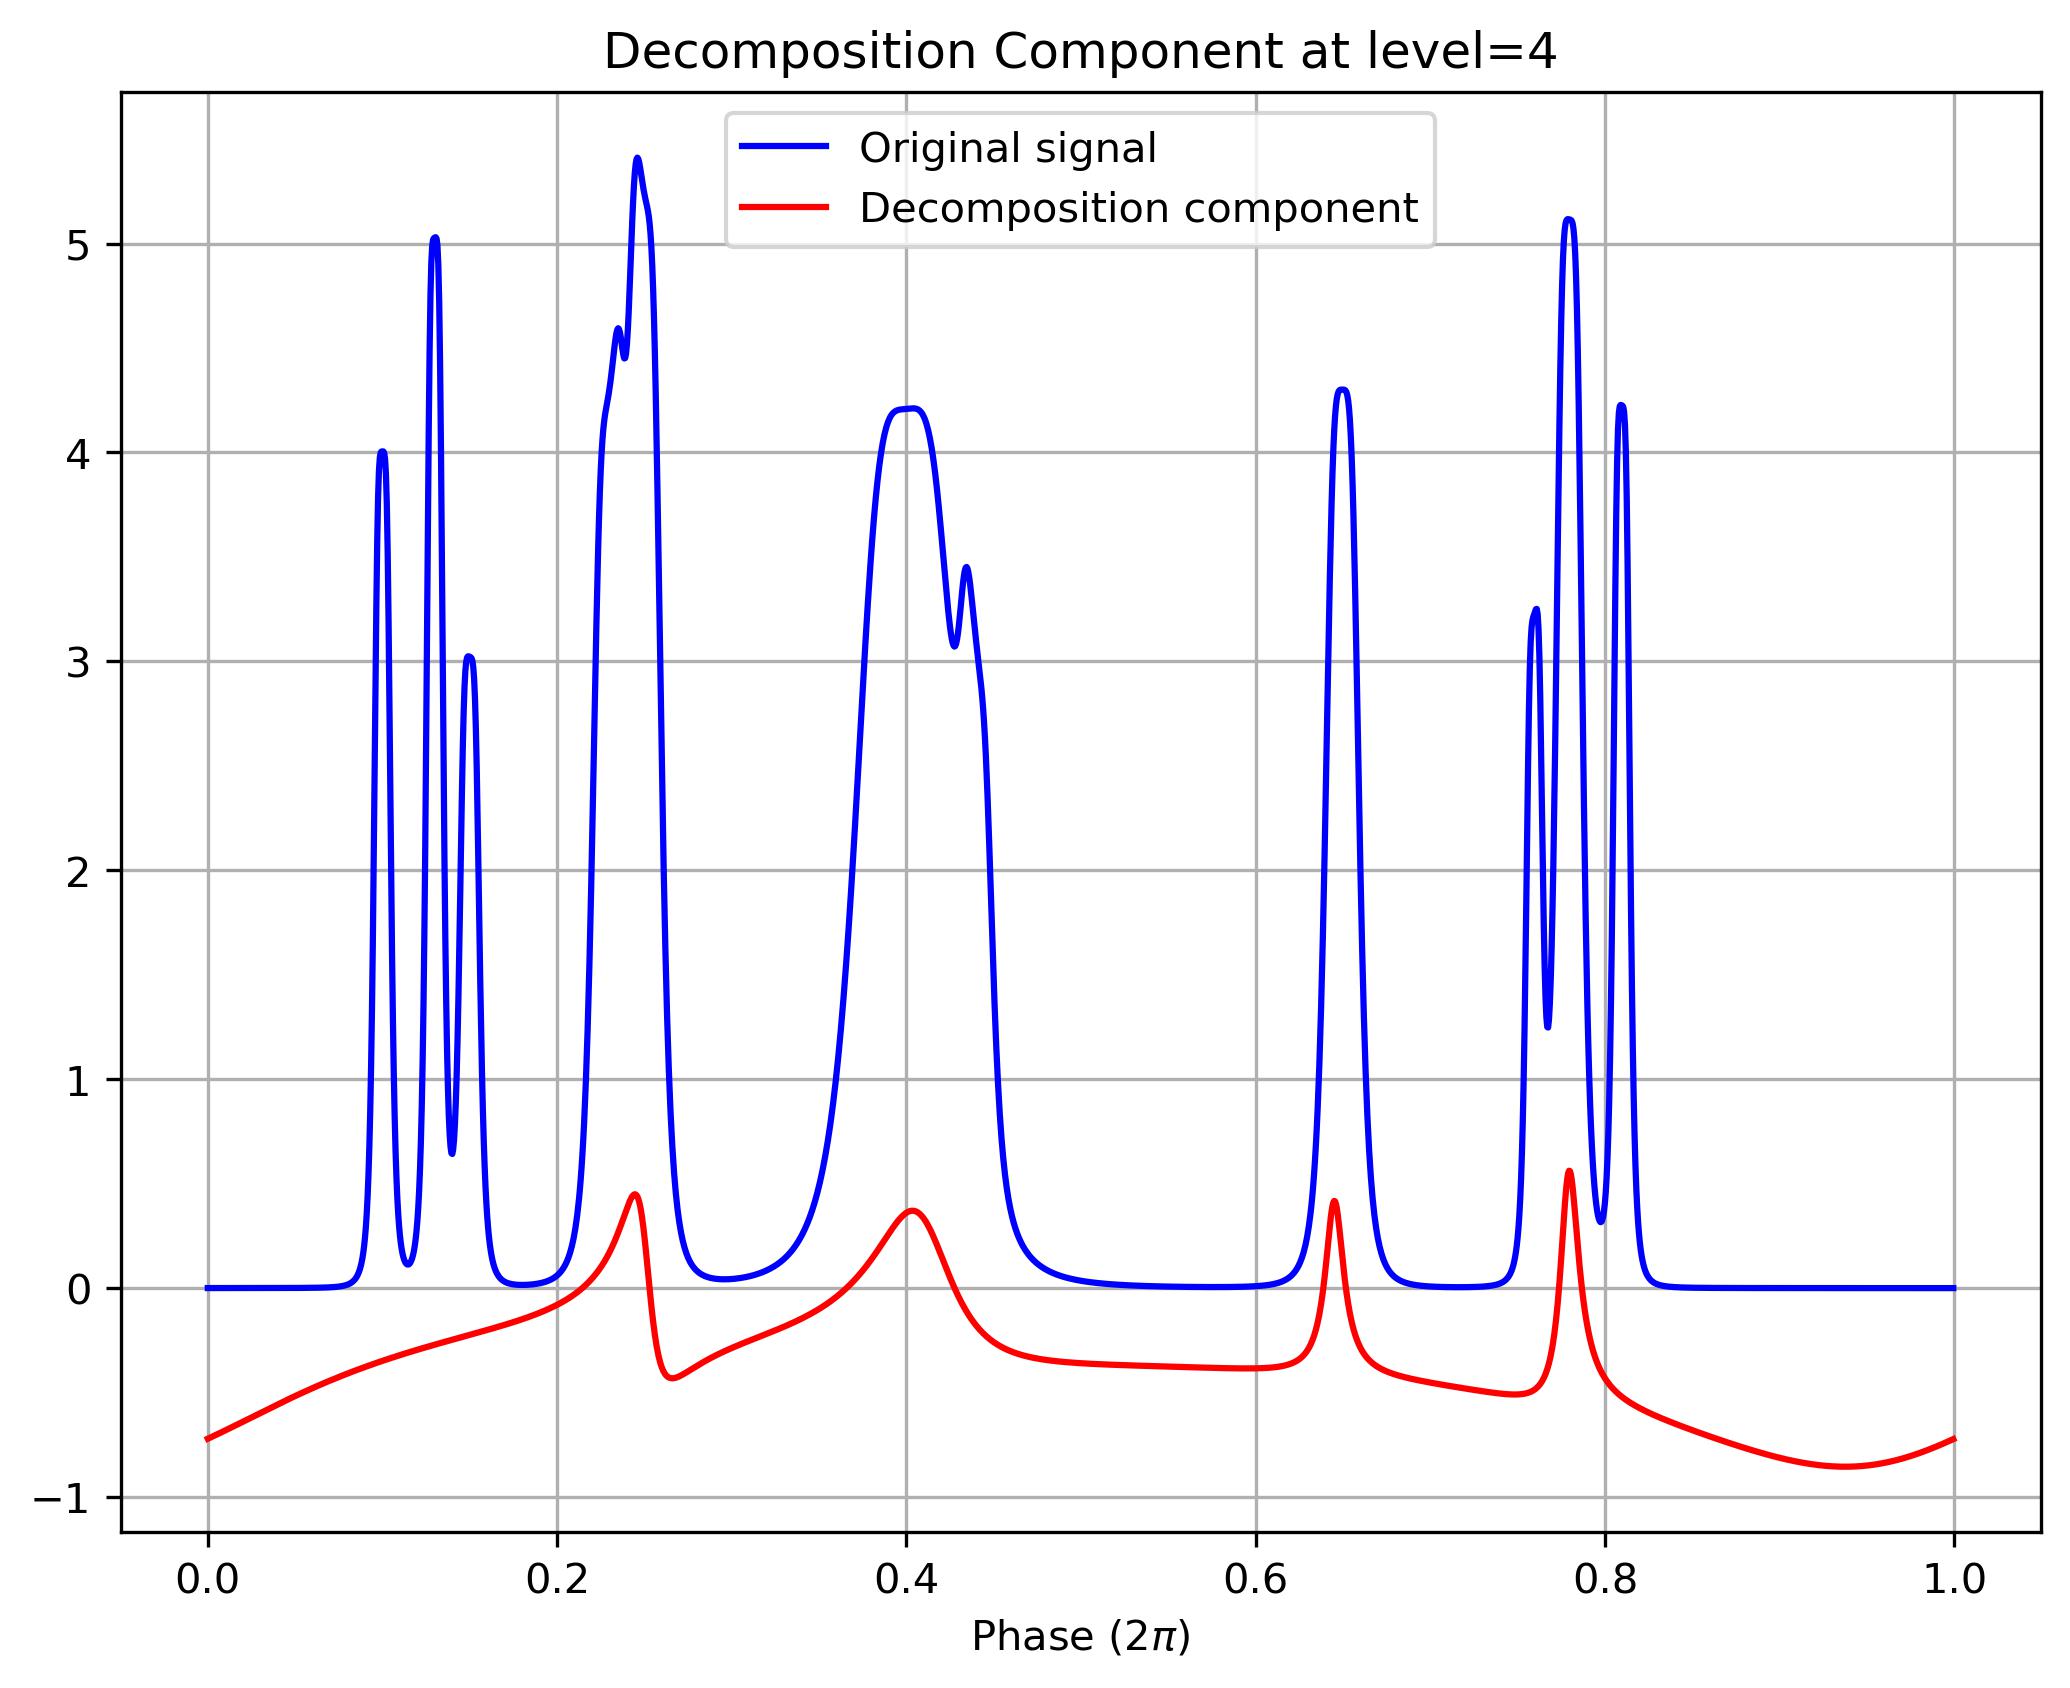 Decomposition Component at level=4
Original signal
Decomposition component
5
4
3
2
1
0
−1
0.0 0.2 0.4 0.6 0.8 1.0
Phase (2π)